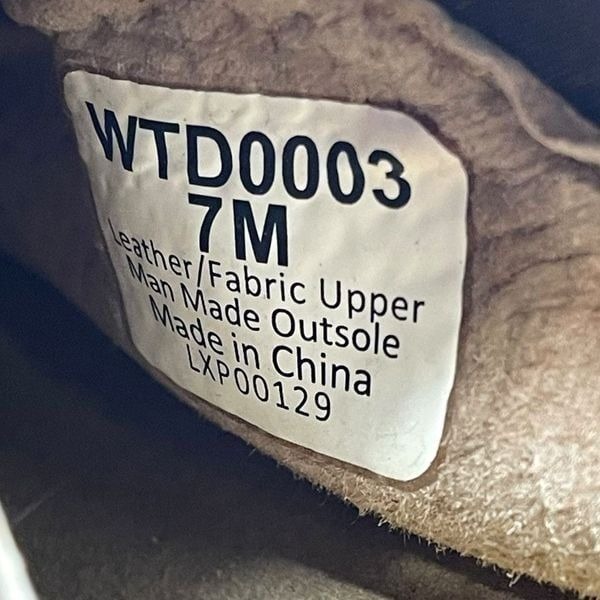 WTD0003
7M
Leather/Fabric Upper
Man Made Outsole
Made in China
LXP00129